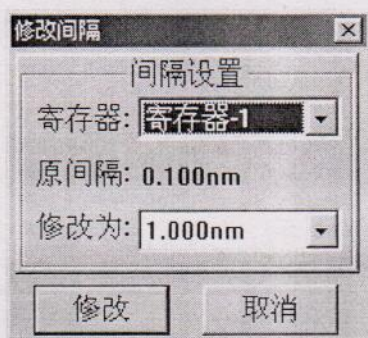 修改间隔
间隔设置
寄存器: 寄存器-1
原间隔: 0.100nm
修改为: 1.000nm
修改 取消